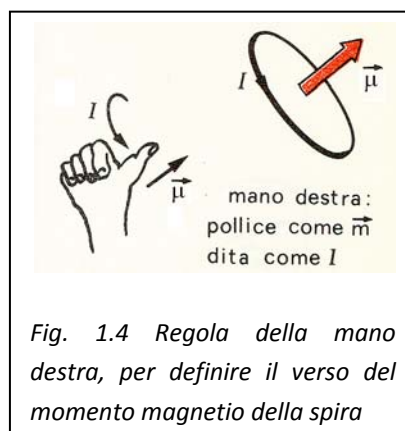 I
μ⃗
I
μ⃗
mano destra:
pollice come m⃗
dita come I
Fig. 1.4 Regola della mano
destra, per definire il verso del
momento magnetio della spira